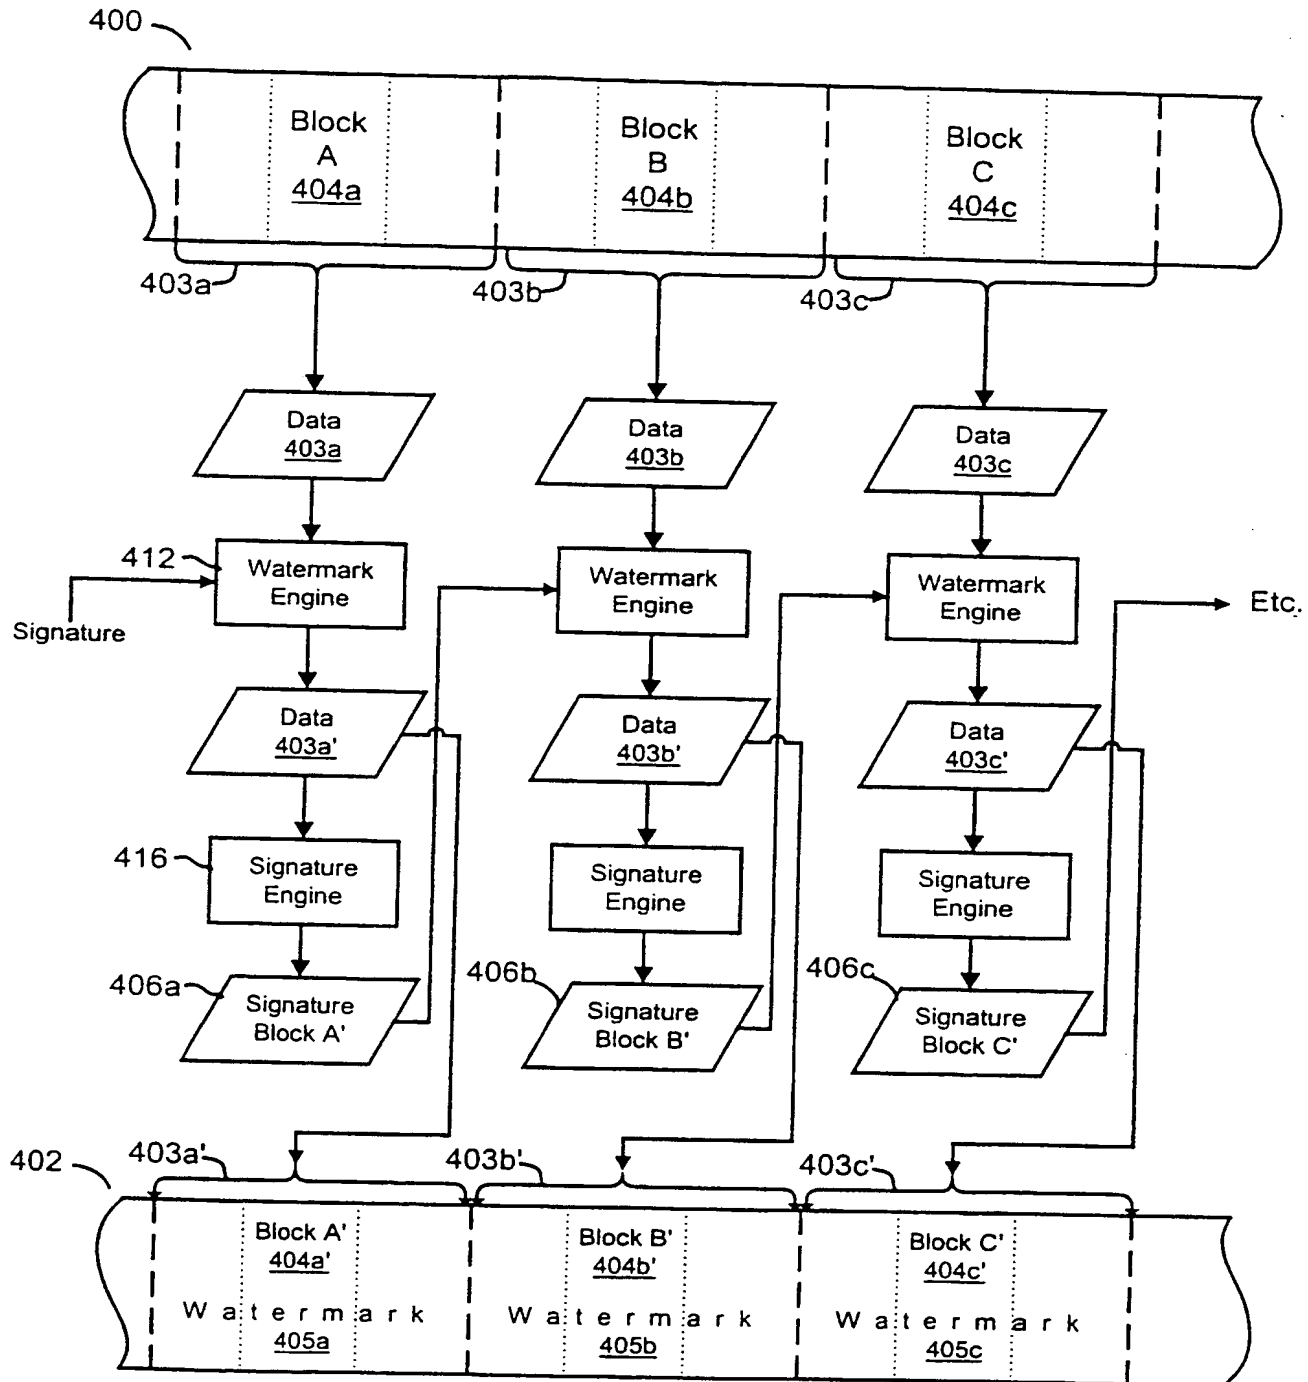 400
Block
A
404a
Block
B
404b
Block
C
404c
403a
403b
403c
Data
403a
Data
403b
Data
403c
412
Watermark
Engine
Watermark
Engine
Watermark
Engine
Signature
Etc.
Data
403a'
Data
403b'
Data
403c'
416
Signature
Engine
Signature
Engine
Signature
Engine
406a
Signature
Block A'
406b
Signature
Block B'
406c
Signature
Block C'
402
403a'
403b'
403c'
Block A'
404a'
Watermark
405a
Block B'
404b'
Watermark
405b
Block C'
404c'
Watermark
405c